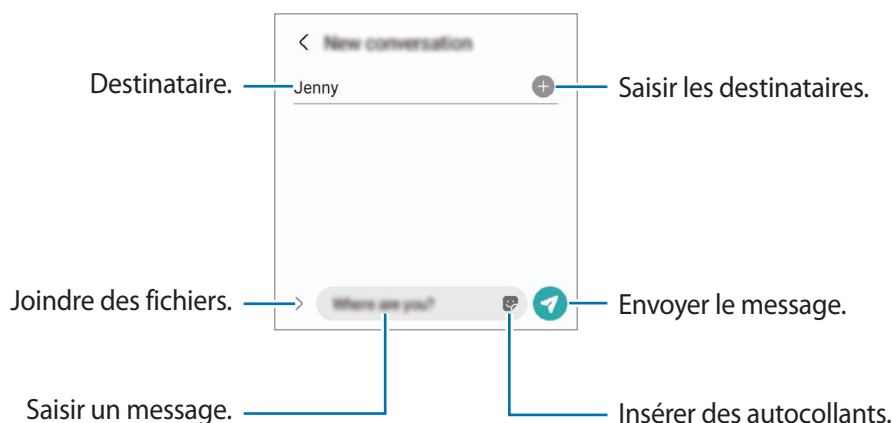 New conversation
Destinataire.
Jenny
Saisir les destinataires.
Joindre des fichiers.
Where are you?
Envoyer le message.
Saisir un message.
Insérer des autocollants.